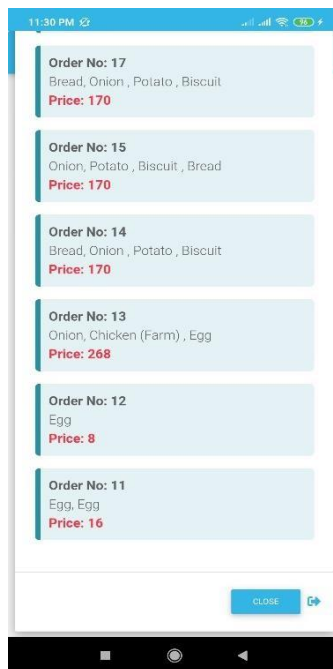 11:30 PM
96
Order No: 17
Bread, Onion , Potato , Biscuit
Price: 170
Order No: 15
Onion, Potato , Biscuit , Bread
Price: 170
Order No: 14
Bread, Onion , Potato , Biscuit
Price: 170
Order No: 13
Onion, Chicken (Farm) , Egg
Price: 268
Order No: 12
Egg
Price: 8
Order No: 11
Egg, Egg
Price: 16
CLOSE